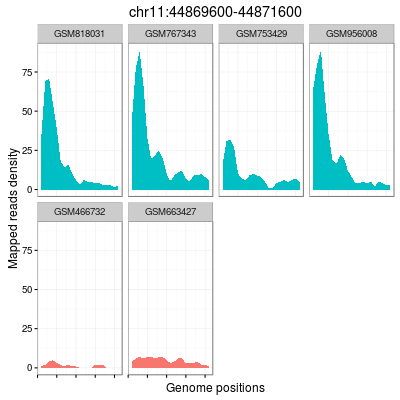 chr11:44869600-44871600
GSM818031 GSM767343 GSM753429 GSM956008
75
50
25
0
Mapped reads density
GSM466732 GSM663427
75
50
25
0
Genome positions